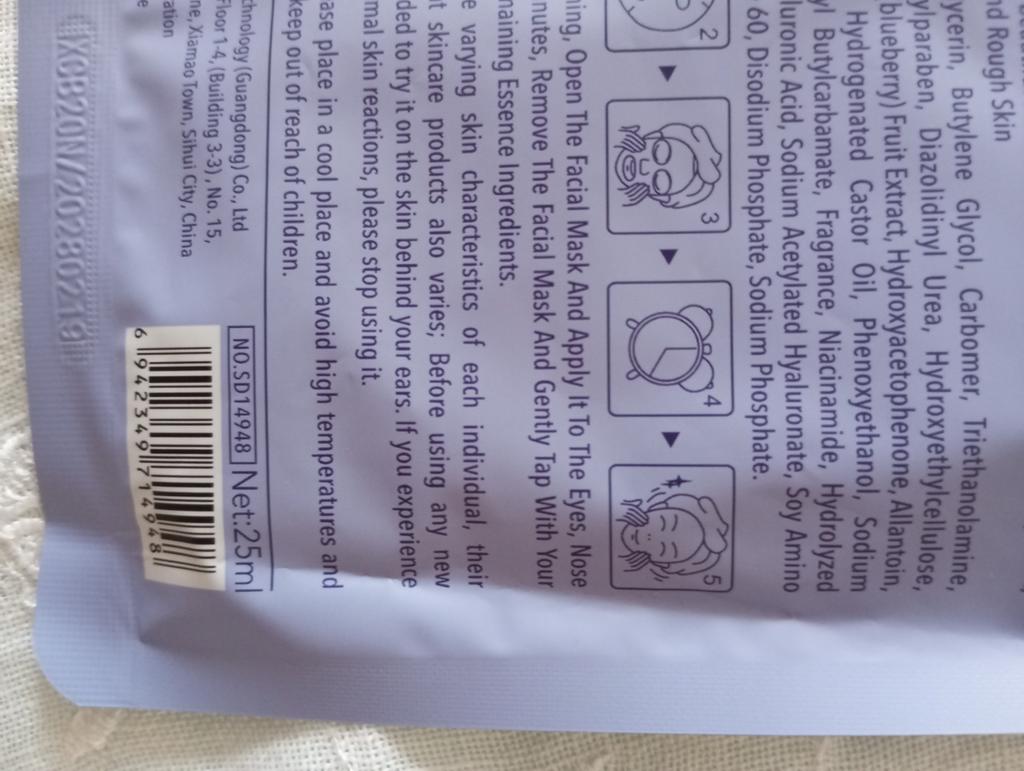 nd Rough Skin
ycerin, Butylene Glycol, Carbomer, Triethanolamine,
ylparaben, Diazolidinyl Urea, Hydroxyethylcellulose,
blueberry) Fruit Extract, Hydroxyacetophenone, Allantoin,
Hydrogenated Castor Oil, Phenoxyethanol, Sodium
yl Butylcarbamate, Fragrance, Niacinamide, Hydrolyzed
luronic Acid, Sodium Acetylated Hyaluronate, Soy Amino
60, Disodium Phosphate, Sodium Phosphate.
2
3
4
5
ning, Open The Facial Mask And Apply It To The Eyes, Nose
nutes, Remove The Facial Mask And Gently Tap With Your
maining Essence Ingredients.
e varying skin characteristics of each individual, their
t skincare products also varies; Before using any new
ded to try it on the skin behind your ears. If you experience
mal skin reactions, please stop using it.
ase place in a cool place and avoid high temperatures and
keep out of reach of children.
chnology (Guangdong) Co., Ltd
Floor 1-4, (Building 3-3), No. 15,
ne, Xiamao Town, Sihui City, China
ation
NO.SD14948 Net:25ml
6 942349 714948
XC820N/20280219